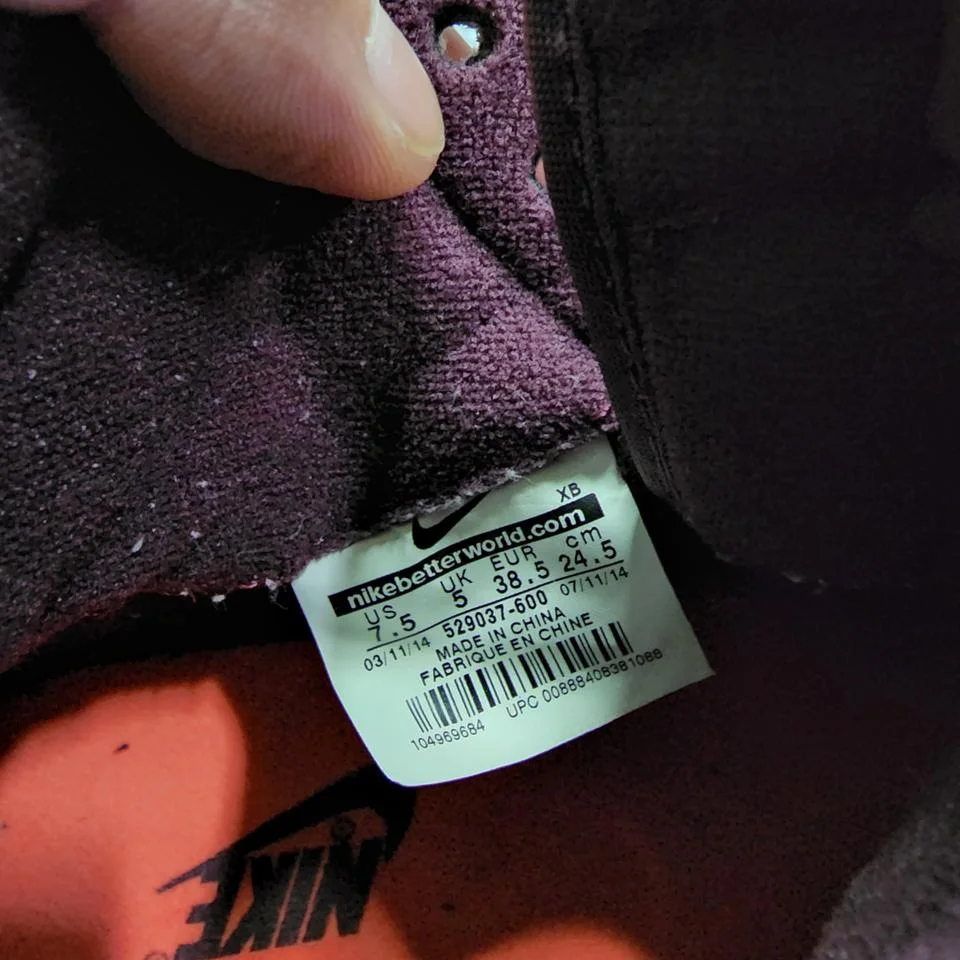 XB
nikebetterworld.com
US UK EUR cm
7.5 5 38.5 24.5
03/11/14 529037-600 07/11/14
MADE IN CHINA
FABRIQUE EN CHINE
104969684 UPC 00888408381088
NIKE